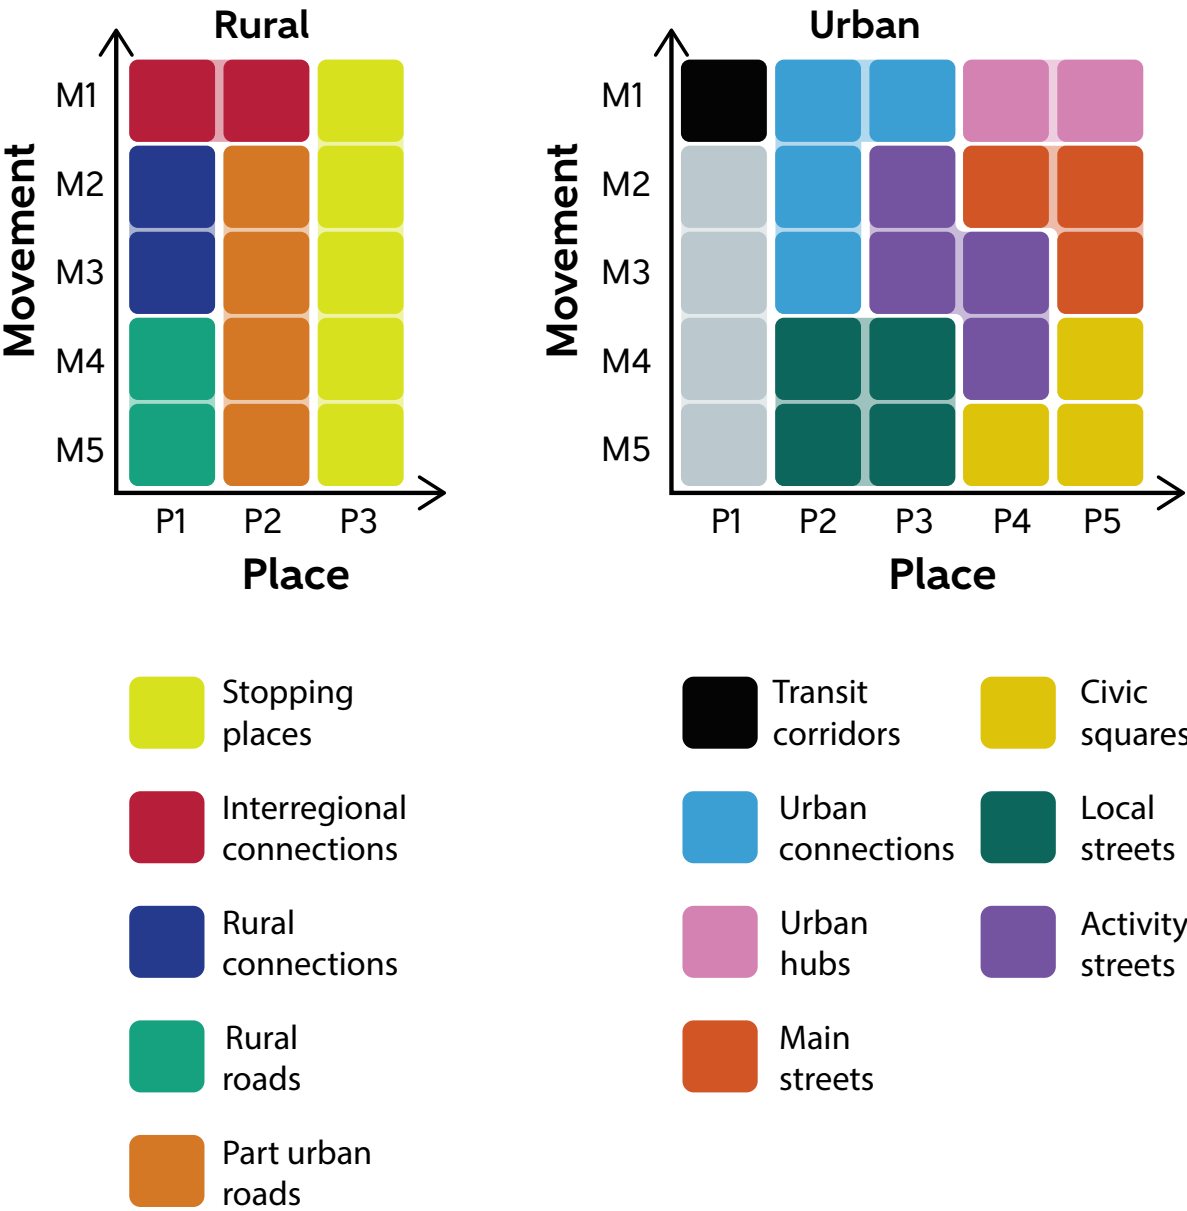 Rural
Urban
Movement
M1
M2
M3
M4
M5
P1 P2 P3
Place
Movement
M1
M2
M3
M4
M5
P1 P2 P3 P4 P5
Place
Stopping
places
Interregional
connections
Rural
connections
Rural
roads
Part urban
roads
Transit
corridors
Urban
connections
Urban
hubs
Main
streets
Civic
squares
Local
streets
Activity
streets